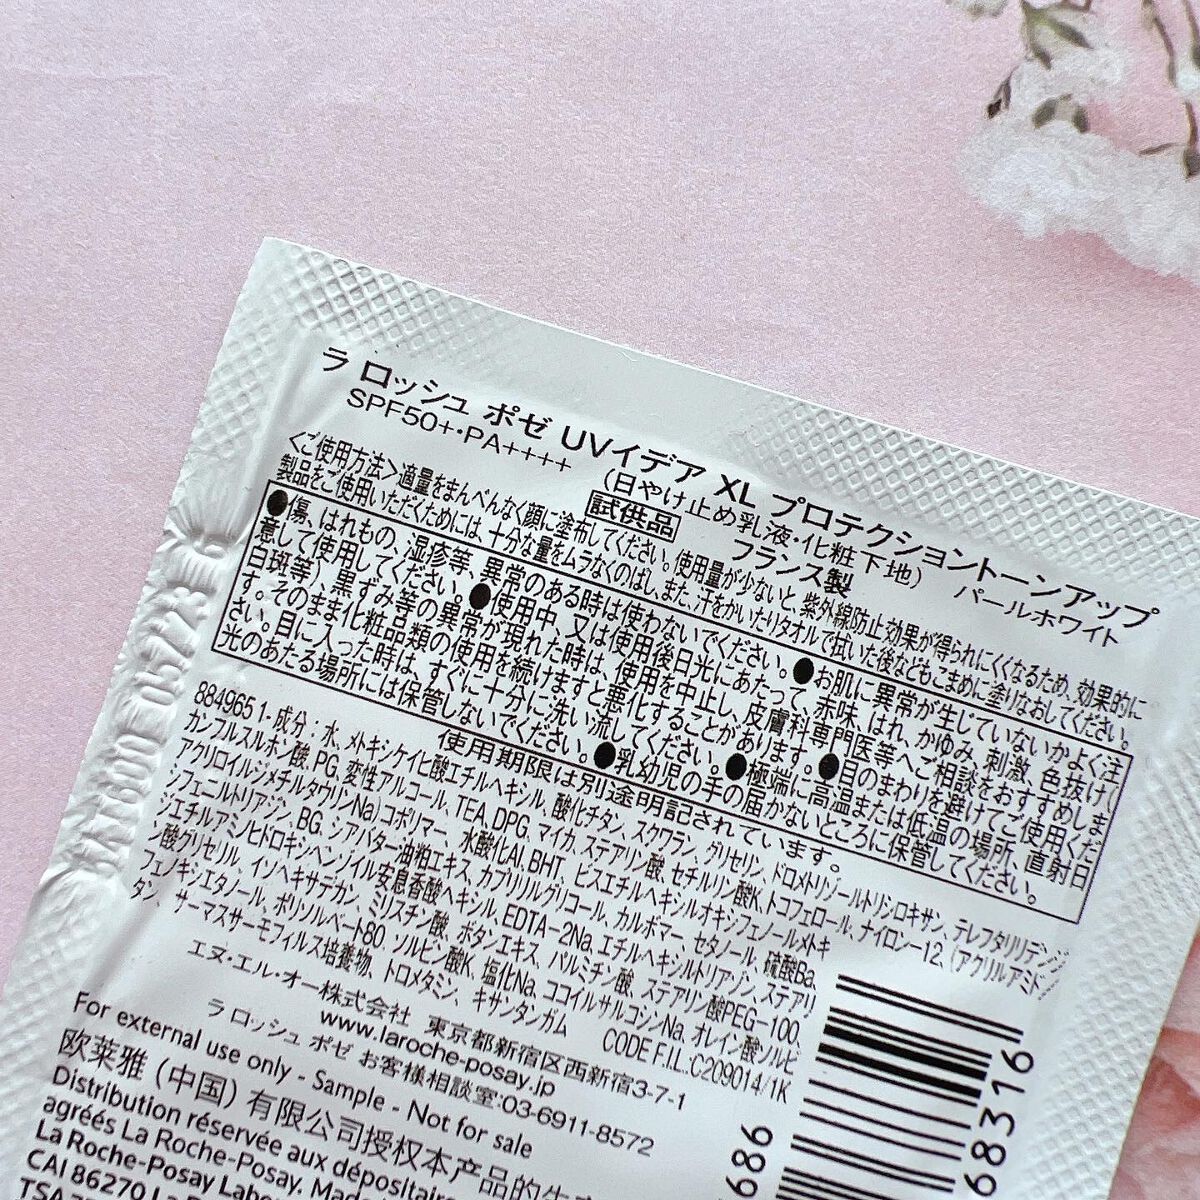 ラ ロッシュ ポゼ UVイデア XL プロテクショントーンアップ
SPF50+・PA++++ (日やけ止め乳液・化粧下地) パールホワイト
試供品 フランス製
<ご使用方法>適量をまんべんなく顔に塗布してください。使用量が少ないと、紫外線防止効果が得られにくくなるため、効果的に
製品をご使用いただくためには、十分な量をムラなくのばし、また、汗をかいたりタオルで拭いた後などもこまめに塗りなおしてください。
●傷、はれもの、湿疹等、異常のある時は使わないでください。●お肌に異常が生じていないかよく注
意して使用してください。●使用中、又は使用後日光にあたって、赤味、はれ、かゆみ、刺激、色抜け(
白斑等)、黒ずみ等の異常が現れた時は、使用を中止し、皮膚科専門医等へご相談をおすすめしま
す。そのまま化粧品類の使用を続けますと悪化することがあります。●目のまわりを避けてご使用くだ
さい。目に入った時は、すぐに十分に洗い流してください。●極端に高温または低温の場所、直射日
光のあたる場所には保管しないでください。●乳幼児の手の届かないところに保管してください。
使用期限は別途明記されています。
884965 1- 成分：水、メトキシケイヒ酸エチルヘキシル、酸化チタン、スクワラン、グリセリン、ドロメトリゾールトリシロキサン、テレフタリリデンジ
カンフルスルホン酸、PG、変性アルコール、TEA、DPG、マイカ、ステアリン酸、セチルリン酸K、トコフェロール、ナイロン-12、(アクリルアミド
アクリロイルジメチルタウリンNa)コポリマー、水酸化Al、BHT、ビスエチルヘキシルオキシフェノールメトキ
シフェニルトリアジン、BG、シアバター油粕エキス、カプリリルグリコール、カルボマー、セタノール、硫酸Ba、
ジエチルアミノヒドロキシベンゾイル安息香酸ヘキシル、EDTA-2Na、エチルヘキシルトリアゾン、ステアリ
ン酸グリセリル、イソヘキサデカン、ミリスチン酸、ボタンエキス、パルミチン酸、ステアリン酸PEG-100、
フェノキシエタノール、ポリソルベート80、ソルビン酸K、塩化Na、ココイルサルコシンNa、オレイン酸ソルビ
タン、サーマスサーモフィルス培養物、トロメタミン、キサンタンガム CODE F.I.L.:C209014/1K
エヌ・エル・オー株式会社 東京都新宿区西新宿3-7-1
www.laroche-posay.jp
ラ ロッシュ ポゼ お客様相談室:03-6911-8572
For external use only - Sample - Not for sale
欧莱雅 (中国) 有限公司授权本产品的生
Distribution réservée aux dépositaire
agréés La Roche-Posay. Made
La Roche-Posay Labor
CAI 86270 La
TSA
68316
686